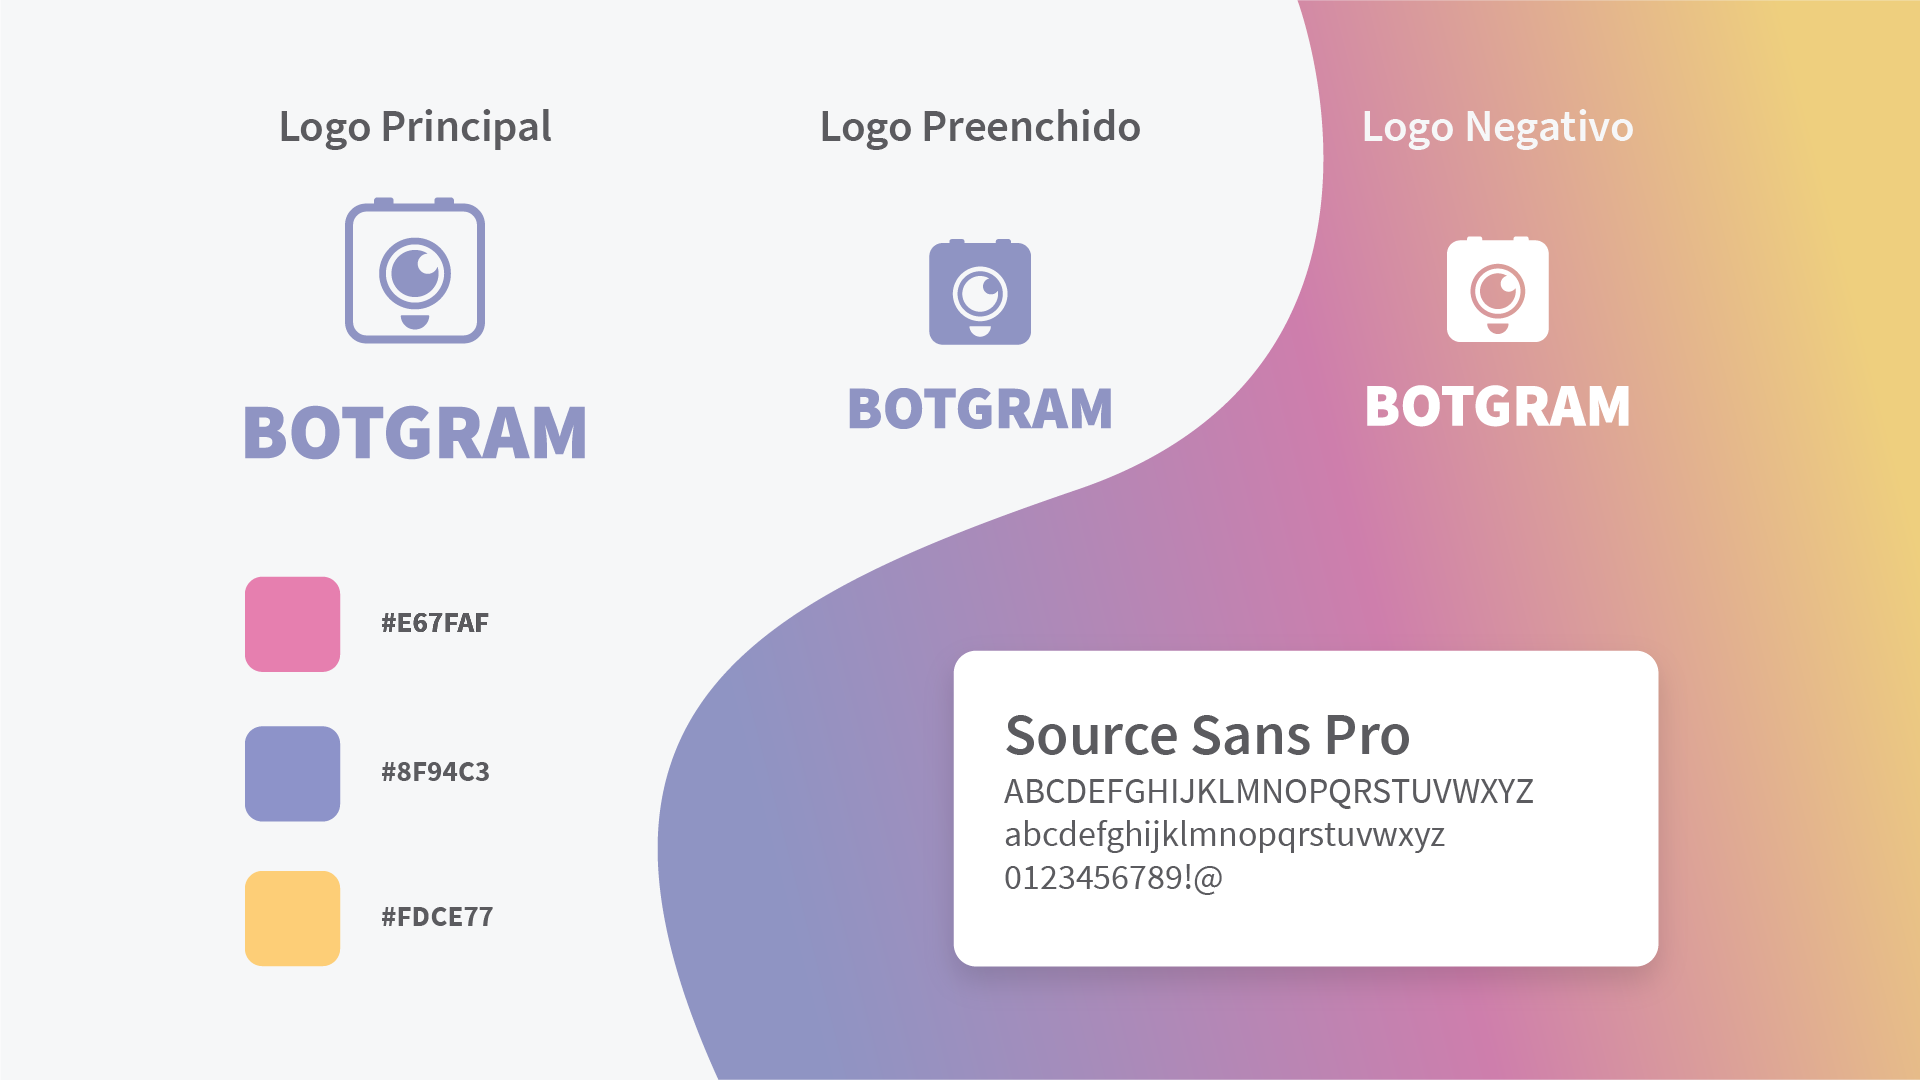 Logo Principal
BOTGRAM
Logo Preenchido
BOTGRAM
Logo Negativo
BOTGRAM
#E67FAF
#8F94C3
#FDCE77
Source Sans Pro
ABCDEFGHIJKLMNOPQRSTUVWXYZ
abcdefghijklmnopqrstuvwxyz
0123456789!@